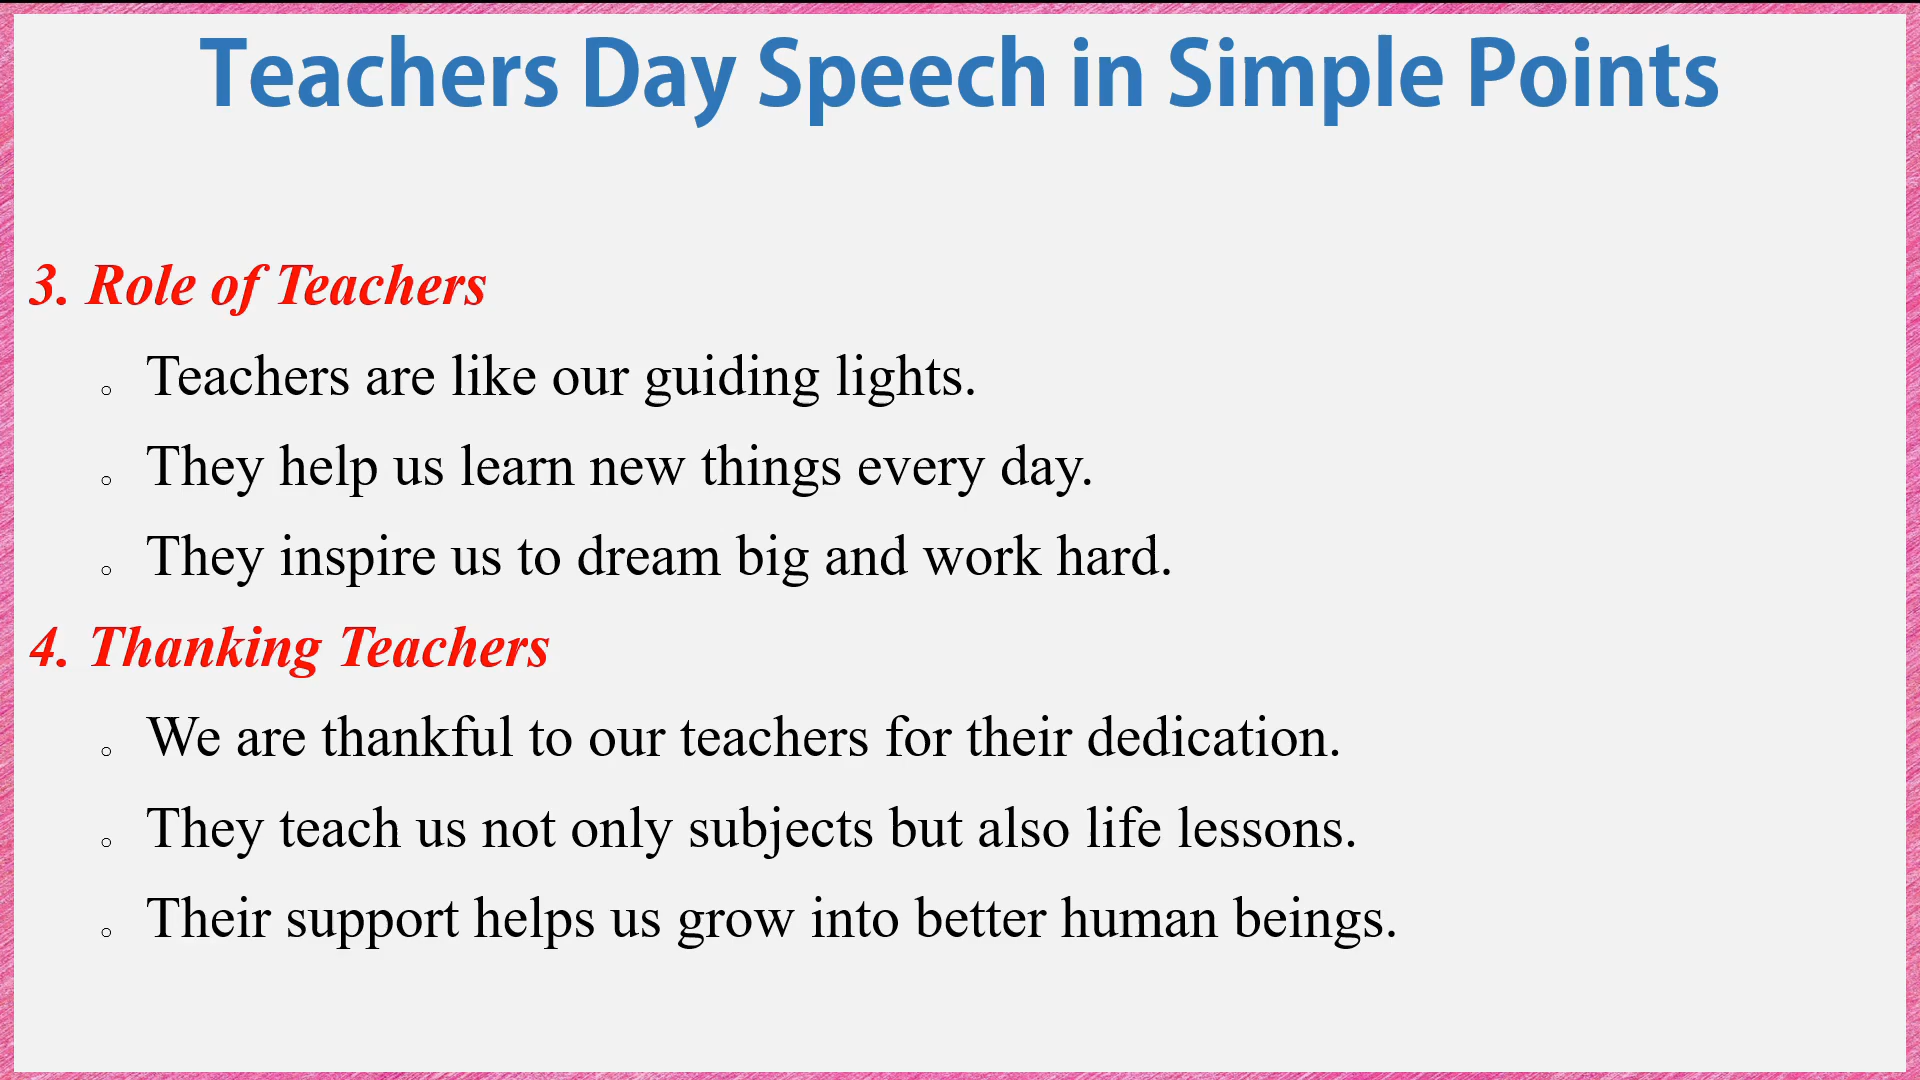 Teachers Day Speech in Simple Points
3. Role of Teachers
○ Teachers are like our guiding lights.
○ They help us learn new things every day.
○ They inspire us to dream big and work hard.
4. Thanking Teachers
○ We are thankful to our teachers for their dedication.
○ They teach us not only subjects but also life lessons.
○ Their support helps us grow into better human beings.